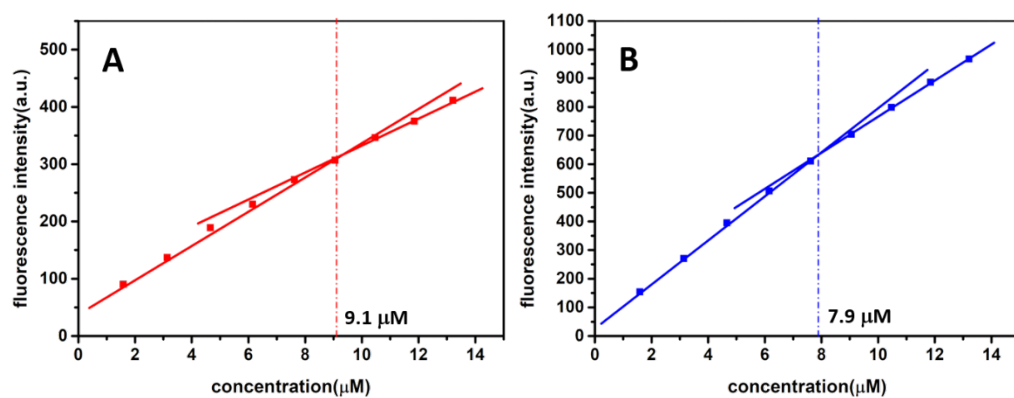 A
fluorescence intensity(a.u.)
500
400
300
200
100
0
0 2 4 6 8 10 12 14
9.1 μM
concentration(μM)
B
fluorescence intensity(a.u.)
1100
1000
900
800
700
600
500
400
300
200
100
0
0 2 4 6 8 10 12 14
7.9 μM
concentration(μM)